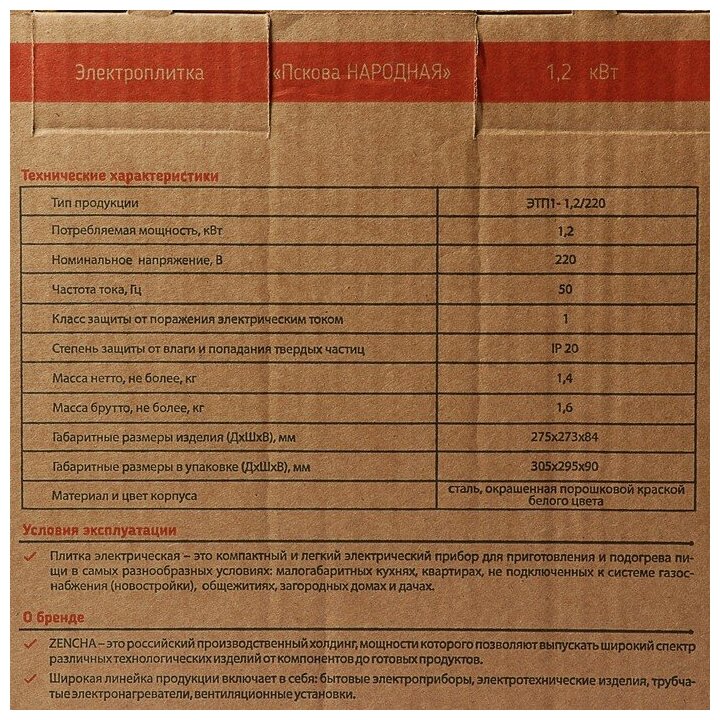 Электроплитка «Пскова НАРОДНАЯ» 1,2 кВт
Технические характеристики
Тип продукции ЭТП1- 1,2/220
Потребляемая мощность, кВт 1,2
Номинальное напряжение, В 220
Частота тока, Гц 50
Класс защиты от поражения электрическим током 1
Степень защиты от влаги и попадания твердых частиц IP 20
Масса нетто, не более, кг 1,4
Масса брутто, не более, кг 1,6
Габаритные размеры изделия (ДхШхВ), мм 275х273х84
Габаритные размеры в упаковке (ДхШхВ), мм 305х295х90
Материал и цвет корпуса сталь, окрашенная порошковой краской
белого цвета
Условия эксплуатации
Плитка электрическая – это компактный и легкий электрический прибор для приготовления и подогрева пи-
щи в самых разнообразных условиях: малогабаритных кухнях, квартирах, не подключенных к системе газос-
набжения (новостройки), общежитиях, загородных домах и дачах.
О бренде
ZENCHA – это российский производственный холдинг, мощности которого позволяют выпускать широкий спектр
различных технологических изделий от компонентов до готовых продуктов.
Широкая линейка продукции включает в себя: бытовые электроприборы, электротехнические изделия, трубча-
тые электронагреватели, вентиляционные установки.